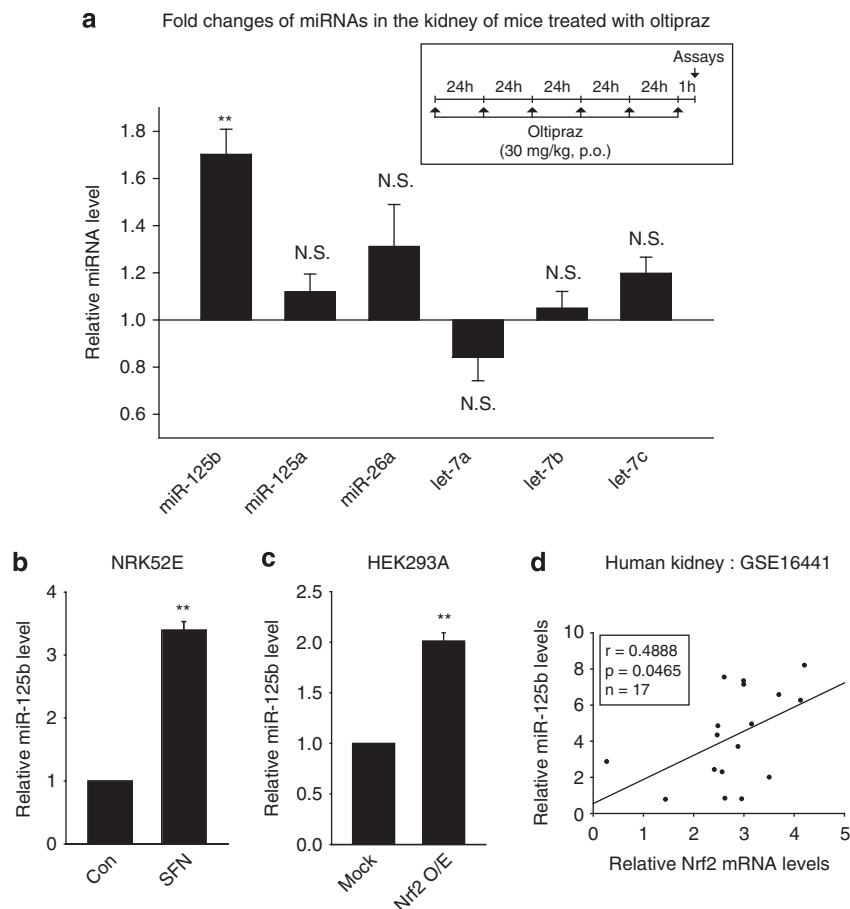 a
Fold changes of miRNAs in the kidney of mice treated with oltipraz
Assays
24h 24h 24h 24h 24h 1h
Oltipraz
(30 mg/kg, p.o.)
Relative miRNA level
1.8
1.6
1.4
1.2
1.0
0.8
0.6
**
N.S.
N.S.
N.S.
N.S.
N.S.
miR-125b
miR-125a
miR-26a
let-7a
let-7b
let-7c
b
NRK52E
Relative miR-125b level
4
3
2
1
0
**
Con
SFN
c
HEK293A
Relative miR-125b level
2.5
2.0
1.5
1.0
0.5
0.0
**
Mock
Nrf2 O/E
d
Human kidney : GSE16441
Relative miR-125b levels
10
8
6
4
2
0
r = 0.4888
p = 0.0465
n = 17
0 1 2 3 4 5
Relative Nrf2 mRNA levels